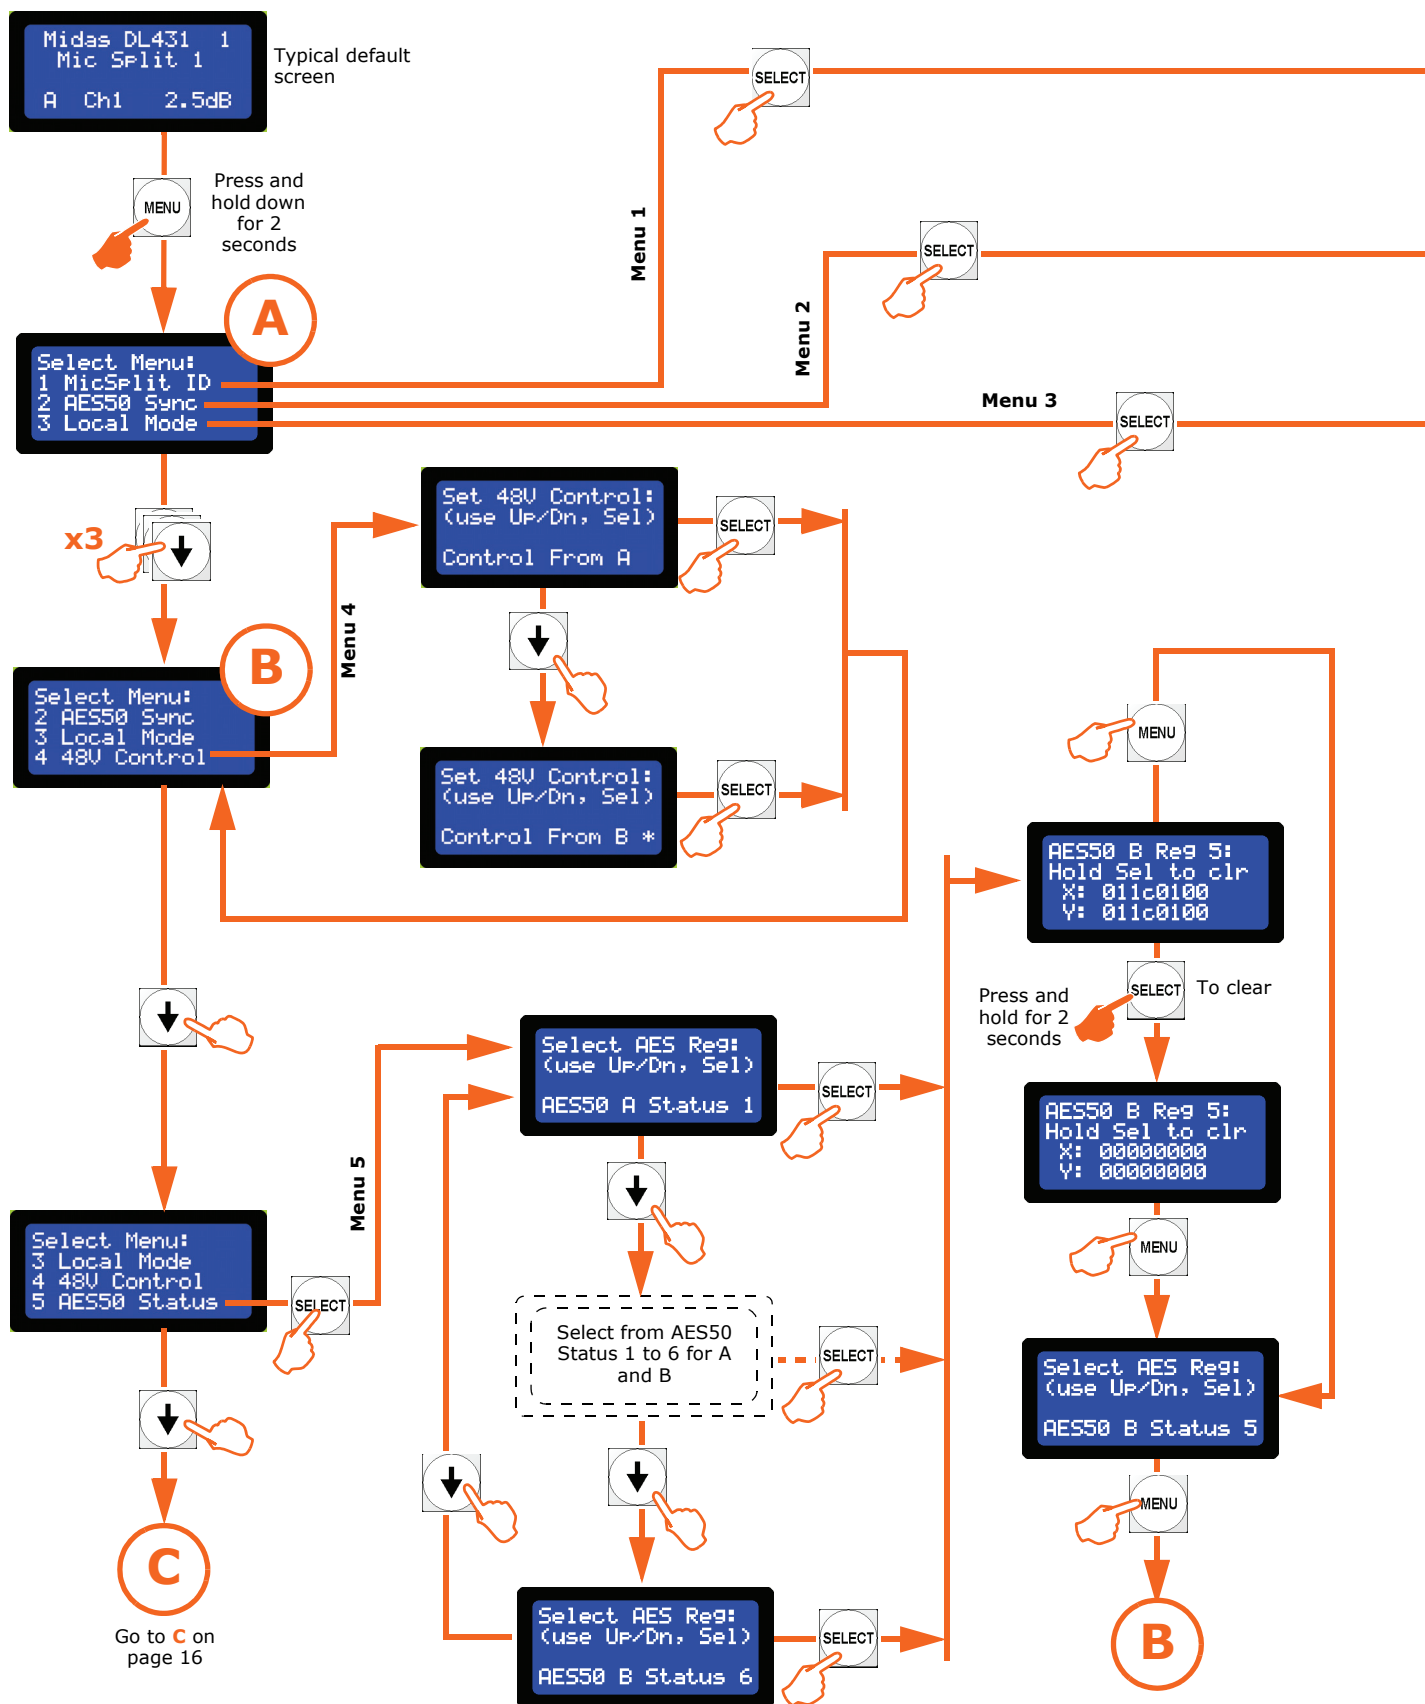 Midas DL431 1
Mic Split 1
A Ch1 2.5dB
Typical default
screen
SELECT
MENU
Press and
hold down
for 2
seconds
Menu 1
SELECT
Menu 2
A
Select Menu:
1 MicSplit ID
2 AES50 Sync
3 Local Mode
Menu 3
SELECT
x3
Set 48V Control:
(use Up/Dn, Sel)
Control From A
SELECT
Menu 4
B
Select Menu:
2 AES50 Sync
3 Local Mode
4 48V Control
Set 48V Control:
(use Up/Dn, Sel)
Control From B *
SELECT
MENU
AES50 B Reg 5:
Hold Sel to clr
X: 011c0100
Y: 011c0100
Press and
hold for 2
seconds
SELECT
To clear
AES50 B Reg 5:
Hold Sel to clr
X: 00000000
Y: 00000000
MENU
Select AES Reg:
(use Up/Dn, Sel)
AES50 A Status 1
SELECT
Menu 5
Select Menu:
3 Local Mode
4 48V Control
5 AES50 Status
SELECT
Select from AES50
Status 1 to 6 for A
and B
SELECT
Select AES Reg:
(use Up/Dn, Sel)
AES50 B Status 5
MENU
B
C
Go to C on
page 16
Select AES Reg:
(use Up/Dn, Sel)
AES50 B Status 6
SELECT